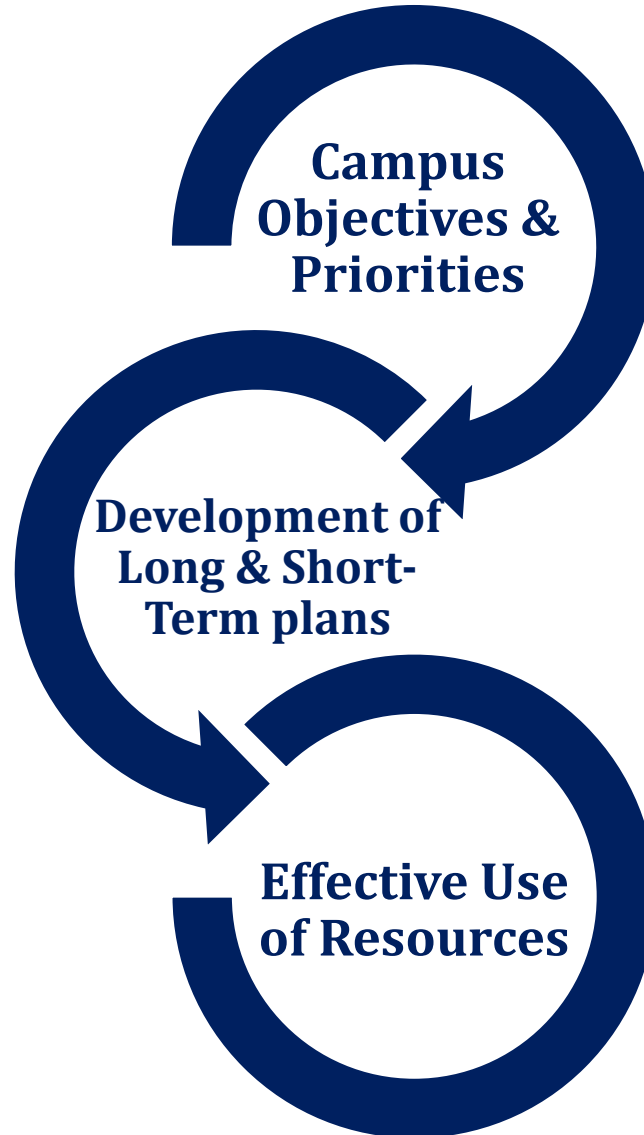 Campus
Objectives &
Priorities
Development of
Long & Short-
Term plans
Effective Use
of Resources